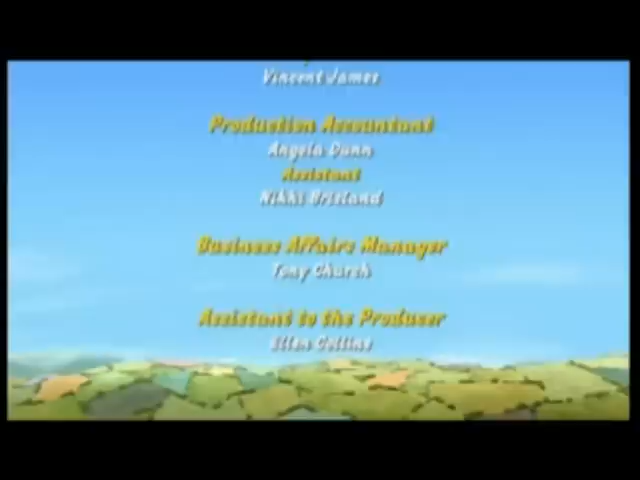 Vincent James
Production Accountant
Angela Dunn
Assistant
Nikki Brisland
Business Affairs Manager
Tony Church
Assistant to the Producer
Ellen Collins